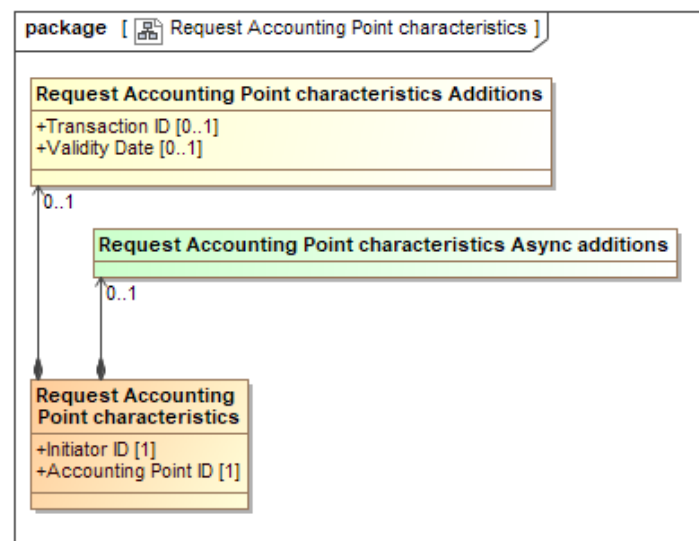 package [ Request Accounting Point characteristics ]
Request Accounting Point characteristics Additions
+Transaction ID [0..1]
+Validity Date [0..1]
0..1
Request Accounting Point characteristics Async additions
0..1
Request Accounting
Point characteristics
+Initiator ID [1]
+Accounting Point ID [1]